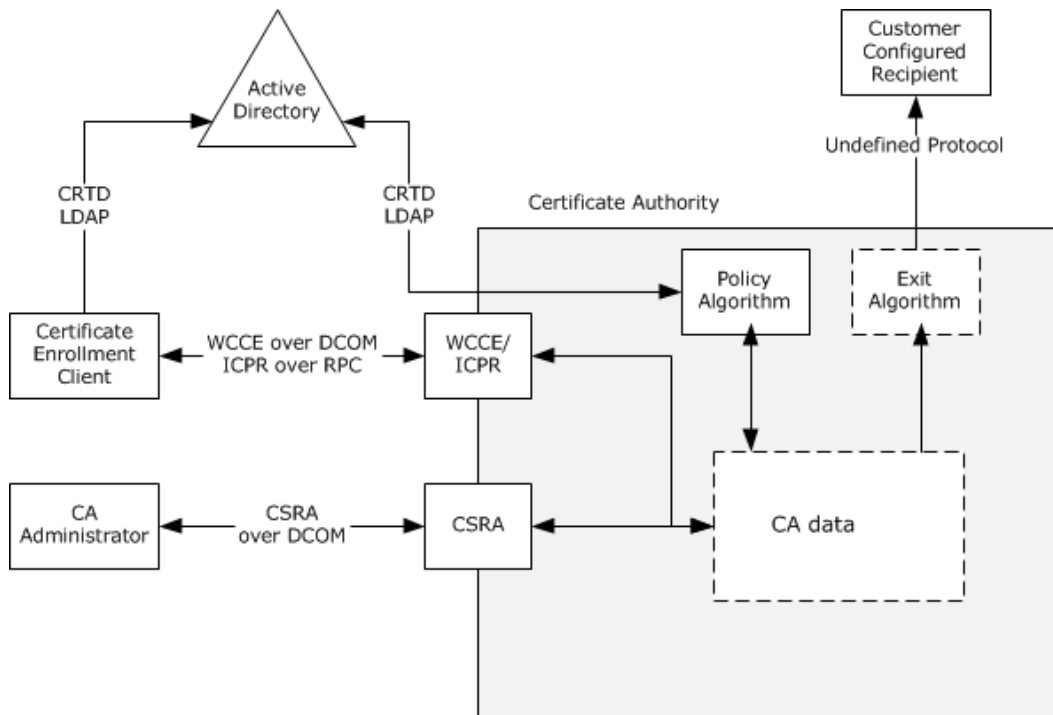 Customer
Configured
Recipient
Active
Directory
Undefined Protocol
CRTD
LDAP
CRTD
LDAP
Certificate Authority
Policy
Algorithm
Exit
Algorithm
Certificate
Enrollment
Client
WCCE over DCOM
ICPR over RPC
WCCE/
ICPR
CA
Administrator
CSRA
over DCOM
CSRA
CA data